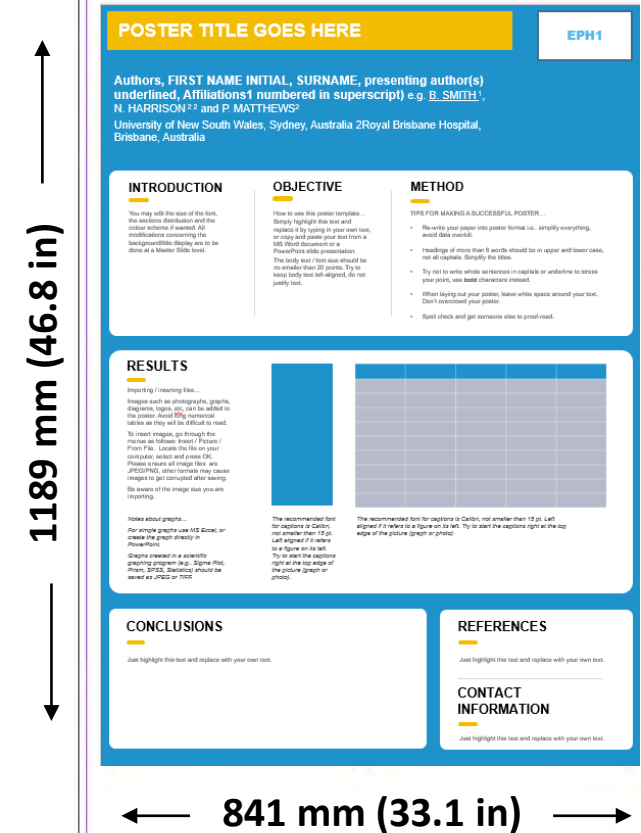 POSTER TITLE GOES HERE
EPH1
Authors, FIRST NAME INITIAL, SURNAME, presenting author(s)
underlined, Affiliations1 numbered in superscript) e.g. B. SMITH ¹,
N. HARRISON ² ² and P. MATTHEWS²
University of New South Wales, Sydney, Australia 2Royal Brisbane Hospital,
Brisbane, Australia
INTRODUCTION
You may edit the size of the font,
the sections distribution and the
colour scheme if wanted. All
modifications concerning the
background/title display are to be
done at a Master Slide level.
OBJECTIVE
How to use this poster template…
Simply highlight this text and
replace it by typing in your own text,
or copy and paste your text from a
MS Word document or a
PowerPoint slide presentation.
The body text / font size should be
no smaller than 20 points. Try to
keep body text left-aligned, do not
justify text.
METHOD
TIPS FOR MAKING A SUCCESSFUL POSTER…
• Re-write your paper into poster format i.e.. simplify everything,
avoid data overkill.
• Headings of more than 6 words should be in upper and lower case,
not all capitals. Simplify the titles.
• Try not to write whole sentences in capitals or underline to stress
your point, use bold characters instead.
• When laying out your poster, leave white space around your text.
Don't overcrowd your poster.
• Spell check and get someone else to proof-read.
RESULTS
Importing / inserting files…
Images such as photographs, graphs,
diagrams, logos, etc, can be added to
the poster. Avoid long numerical
tables as they will be difficult to read.
To insert images, go through the
menus as follows: Insert / Picture /
From File. Locate the file on your
computer, select and press OK.
Please ensure all image files are
JPEG/PNG, other formats may cause
images to get corrupted after saving.
Be aware of the image size you are
importing.
Notes about graphs…
For simple graphs use MS Excel, or
create the graph directly in
PowerPoint.
Graphs created in a scientific
graphing program (e.g.. Sigma Plot,
Prism, SPSS, Statistica) should be
saved as JPEG or TIFF.
The recommended font
for captions is Calibri,
not smaller than 15 pt.
Left aligned if it refers
to a figure on its left.
Try to start the captions
right at the top edge of
the picture (graph or
photo).
The recommended font for captions is Calibri, not smaller than 15 pt. Left
aligned if it refers to a figure on its left. Try to start the captions right at the top
edge of the picture (graph or photo).
CONCLUSIONS
Just highlight this text and replace with your own text.
REFERENCES
Just highlight this text and replace with your own text.
CONTACT
INFORMATION
Just highlight this text and replace with your own text.
1189 mm (46.8 in)
841 mm (33.1 in)